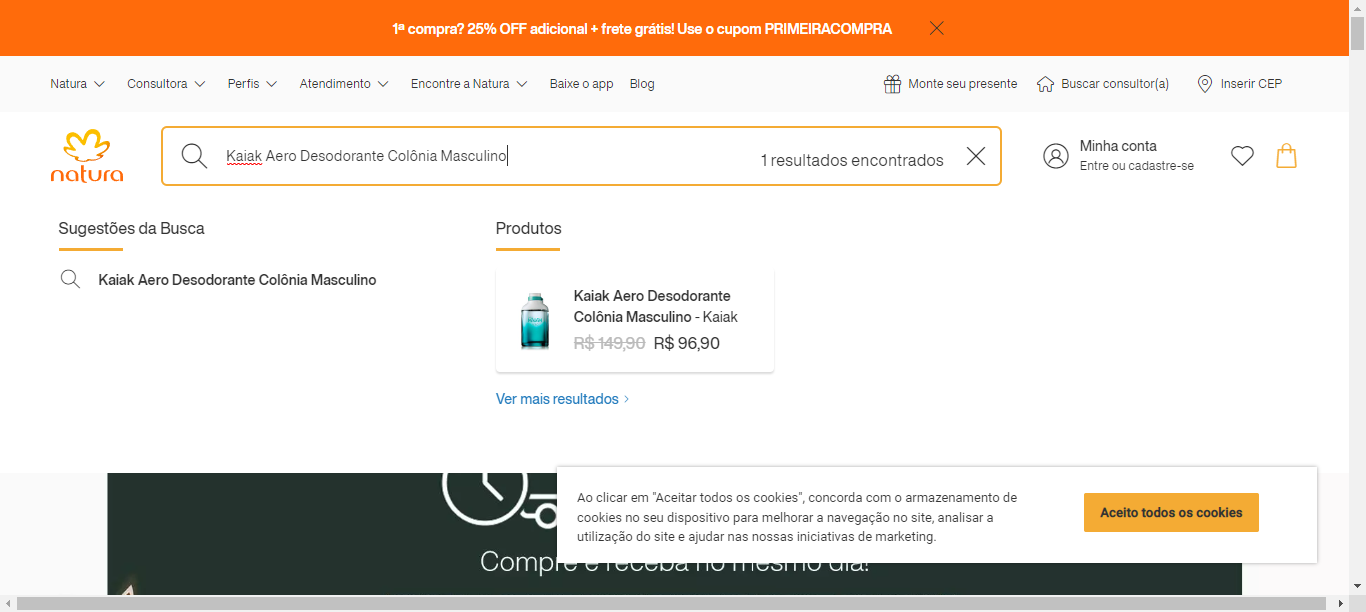 1ª compra? 25% OFF adicional + frete grátis! Use o cupom PRIMEIRACOMPRA
Natura Consultora Perfis Atendimento Encontre a Natura Baixe o app Blog Monte seu presente Buscar consultor(a) Inserir CEP
natura
Kaiak Aero Desodorante Colônia Masculino 1 resultados encontrados
Minha conta
Entre ou cadastre-se
Sugestões da Busca
Kaiak Aero Desodorante Colônia Masculino
Produtos
Kaiak Aero Desodorante
Colônia Masculino - Kaiak
R$ 149,90 R$ 96,90
Ver mais resultados
Compre e receba no mesmo dia!
Ao clicar em "Aceitar todos os cookies", concorda com o armazenamento de
cookies no seu dispositivo para melhorar a navegação no site, analisar a
utilização do site e ajudar nas nossas iniciativas de marketing.
Aceito todos os cookies